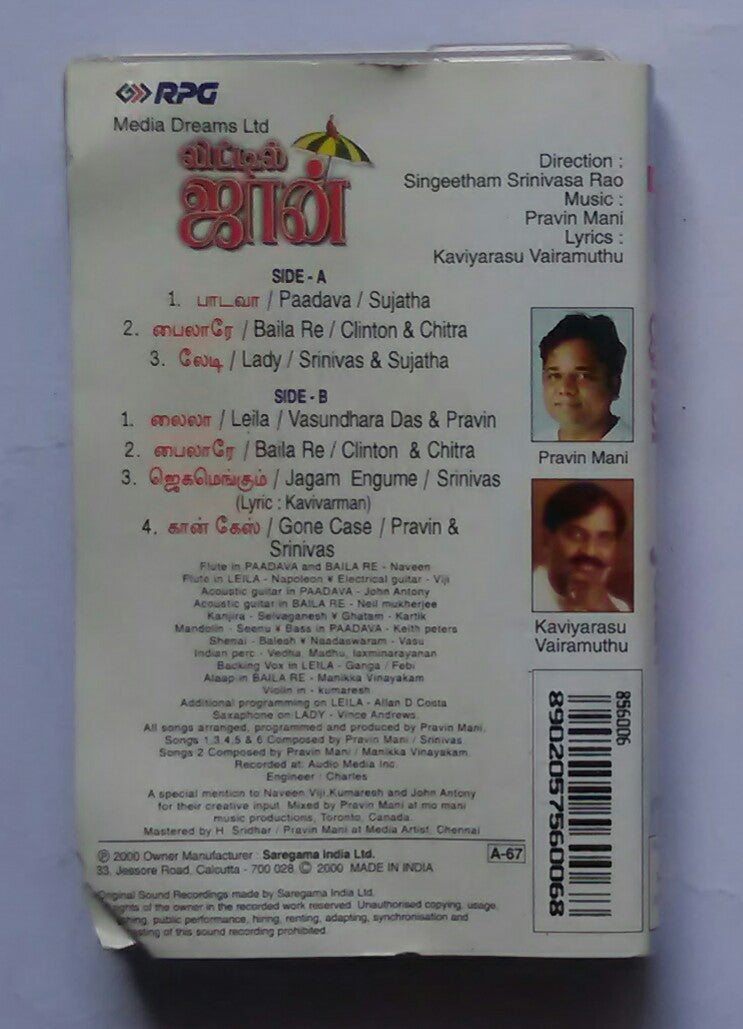 RPG
Media Dreams Ltd
லிட்டில்
ஜான்
Direction :
Singeetham Srinivasa Rao
Music :
Pravin Mani
Lyrics :
Kaviyarasu Vairamuthu
SIDE - A
1. பாடவா / Paadava / Sujatha
2. பைலாரே / Baila Re / Clinton & Chitra
3. லேடி / Lady / Srinivas & Sujatha
SIDE - B
1. லைலா / Leila / Vasundhara Das & Pravin
2. பைலாரே / Baila Re / Clinton & Chitra
3. ஜெகமெங்கும் / Jagam Engume / Srinivas
(Lyric : Kavivarman)
4. கான் கேஸ் / Gone Case / Pravin &
Srinivas
Flute in PAADAVA and BAILA RE - Naveen
Flute in LEILA - Napoleon ¥ Electrical guitar - Viji
Acoustic guitar in PAADAVA - John Antony
Acoustic guitar in BAILA RE - Neil mukherjee
Kanjira - Selvaganesh ¥ Ghatam - Kartik
Mandolin - Seenu ¥ Bass in PAADAVA - Keith peters
Shenai - Balesh ¥ Naadaswaram - Vasu
Indian perc - Vedha, Madhu, laxminarayanan
Backing Vox in LEILA - Ganga / Febi
Alaap in BAILA RE - Manikka Vinayakam
Violin in - kumaresh
Additional programming on LEILA - Allan D Costa
Saxaphone on LADY - Vince Andrews.
All songs arranged, programmed and produced by Pravin Mani.
Songs 1,3,4,5 & 6 Composed by Pravin Mani / Srinivas.
Songs 2 Composed by Pravin Mani / Manikka Vinayakam.
Recorded at: Audio Media Inc.
Engineer : Charles
A special mention to Naveen Viji,Kumaresh and John Antony
for their creative input. Mixed by Pravin Mani at mo mani
music productions, Toronto, Canada.
Mastered by H. Sridhar / Pravin Mani at Media Artist, Chennai
Pravin Mani
Kaviyarasu
Vairamuthu
856006
8902057560068
℗ 2000 Owner Manufacturer : Saregama India Ltd.
A-67
33, Jessore Road, Calcutta - 700 028 © 2000 MADE IN INDIA
Original Sound Recordings made by Saregama India Ltd.
of the owner in the recorded work reserved. Unauthorised copying, usage,
public performance, hiring, renting, adapting, synchronisation and
of this sound recording prohibited.